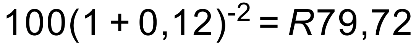 100(1 + 0,12)⁻² = R79,72